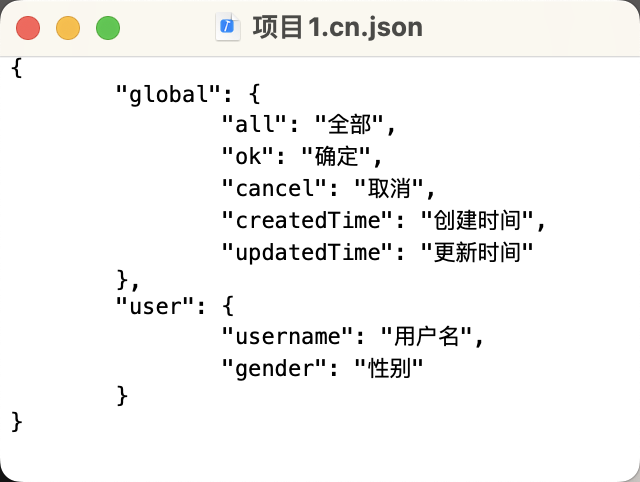 项目1.cn.json
{
	"global": {
		"all": "全部",
		"ok": "确定",
		"cancel": "取消",
		"createdTime": "创建时间",
		"updatedTime": "更新时间"
	},
	"user": {
		"username": "用户名",
		"gender": "性别"
	}
}